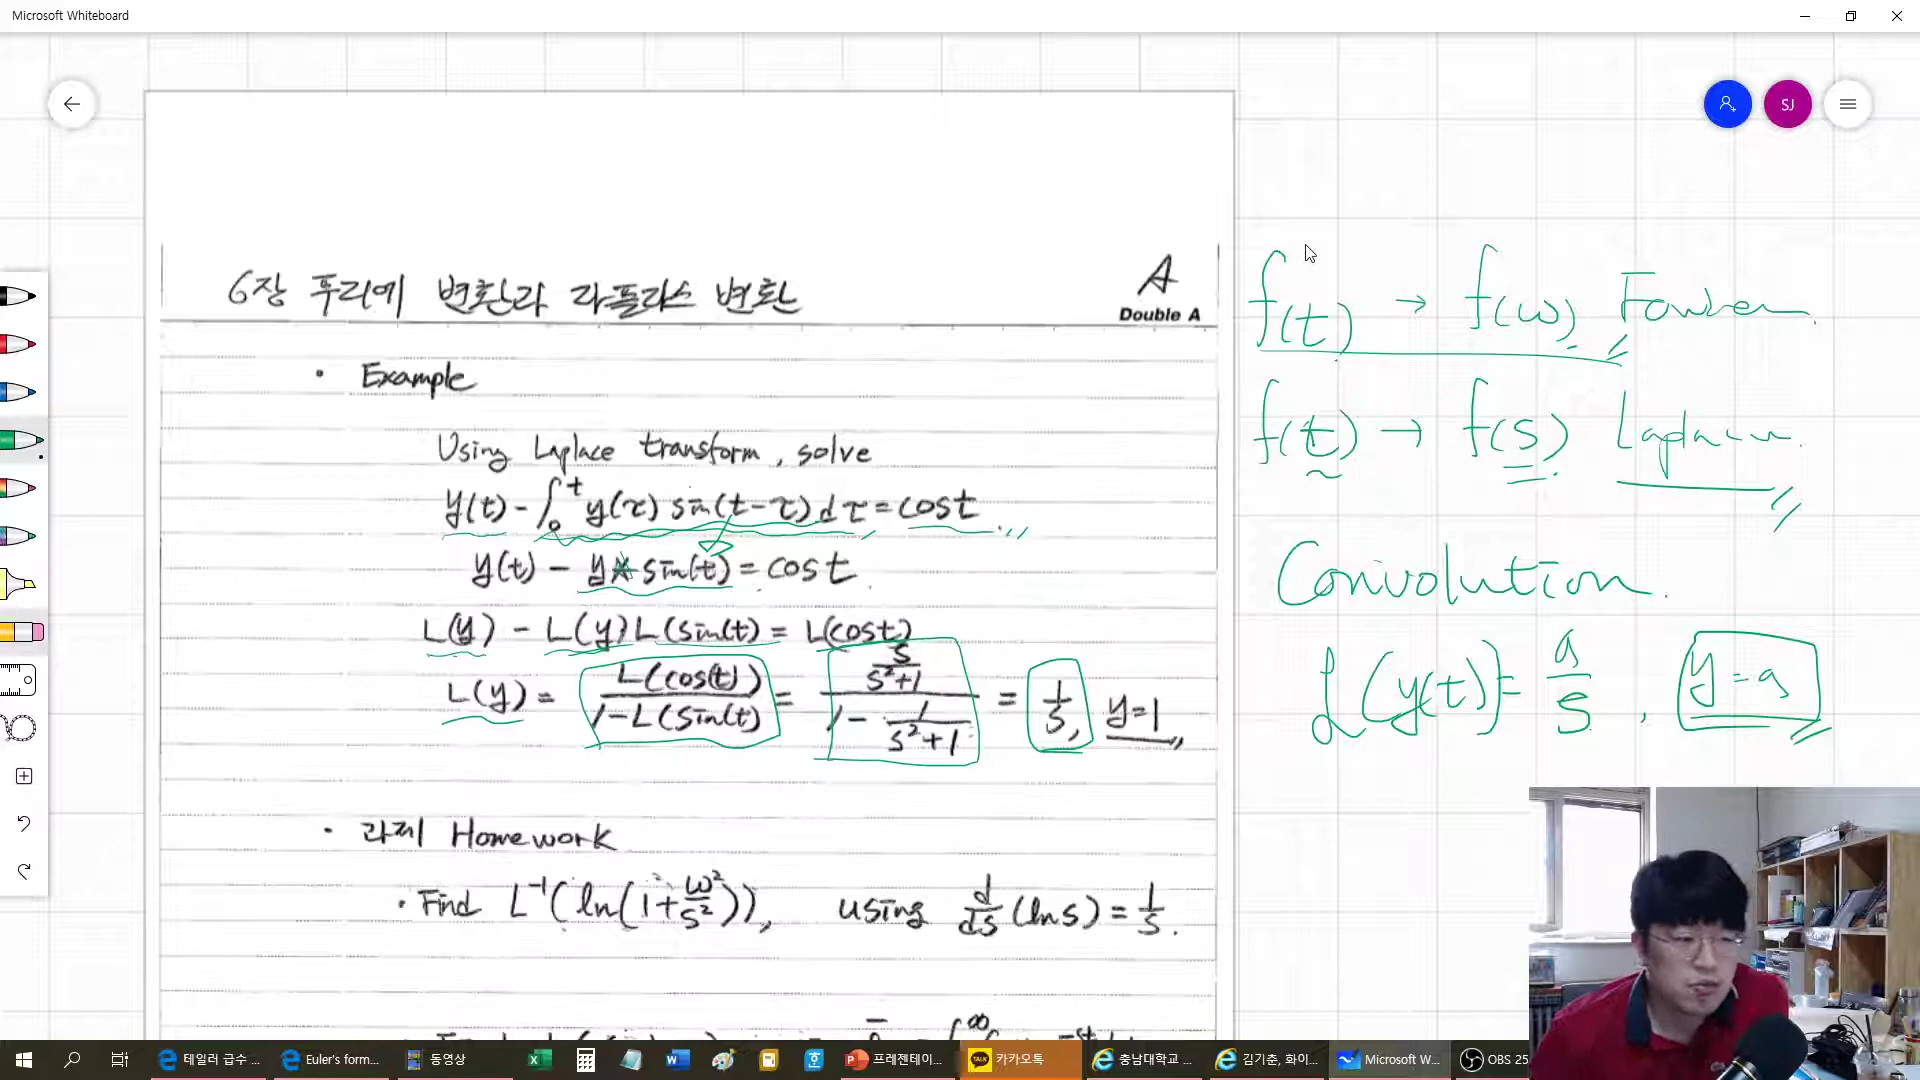 Microsoft Whiteboard
SJ
6장 푸리에 변환과 라플라스 변환
A
Double A
• Example
Using Laplace transform, solve
y(t) - ∫₀ᵗ y(τ) sin(t-τ) dτ = cost
y(t) - y*sin(t) = cost
L(y) - L(y) L(sin(t) = L(cost)
L(y) = L(cos(t)) / 1-L(sin(t) = (s/(s²+1)) / (1 - 1/(s²+1)) = 1/s, y=1
• 과제 Homework
• Find L⁻¹(ln(1+ω²/s²)), using d/ds (ln s) = 1/s.
f(t) → f(ω) Fourier
f(t) → f(s) Laplace
Convolution.
ℒ(y(t)) = a/s, y=a
테일러 급수 ...
Euler's form...
동영상
프레젠테이...
카카오톡
충남대학교 ...
김기춘, 화이...
Microsoft W...
OBS 25